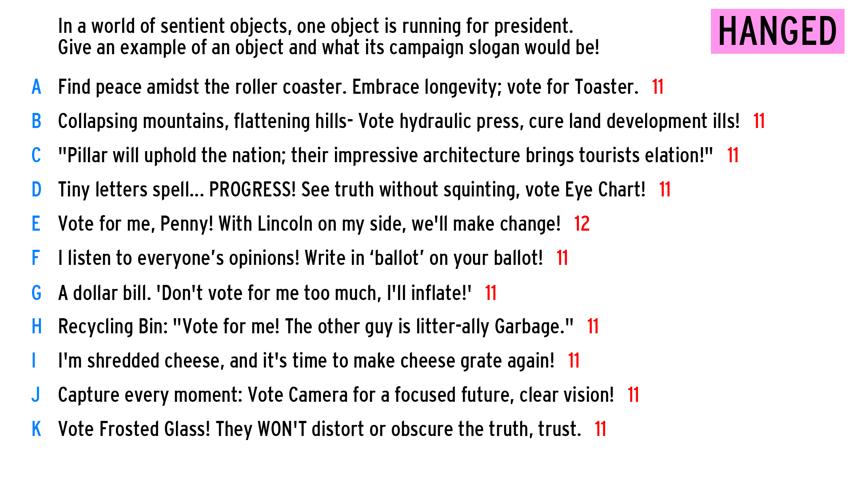 In a world of sentient objects, one object is running for president.
Give an example of an object and what its campaign slogan would be!
HANGED
A Find peace amidst the roller coaster. Embrace longevity; vote for Toaster. 11
B Collapsing mountains, flattening hills- Vote hydraulic press, cure land development ills! 11
C "Pillar will uphold the nation; their impressive architecture brings tourists elation!" 11
D Tiny letters spell... PROGRESS! See truth without squinting, vote Eye Chart! 11
E Vote for me, Penny! With Lincoln on my side, we'll make change! 12
F I listen to everyone’s opinions! Write in ‘ballot’ on your ballot! 11
G A dollar bill. 'Don't vote for me too much, I'll inflate!' 11
H Recycling Bin: "Vote for me! The other guy is litter-ally Garbage." 11
I I'm shredded cheese, and it's time to make cheese grate again! 11
J Capture every moment: Vote Camera for a focused future, clear vision! 11
K Vote Frosted Glass! They WON'T distort or obscure the truth, trust. 11